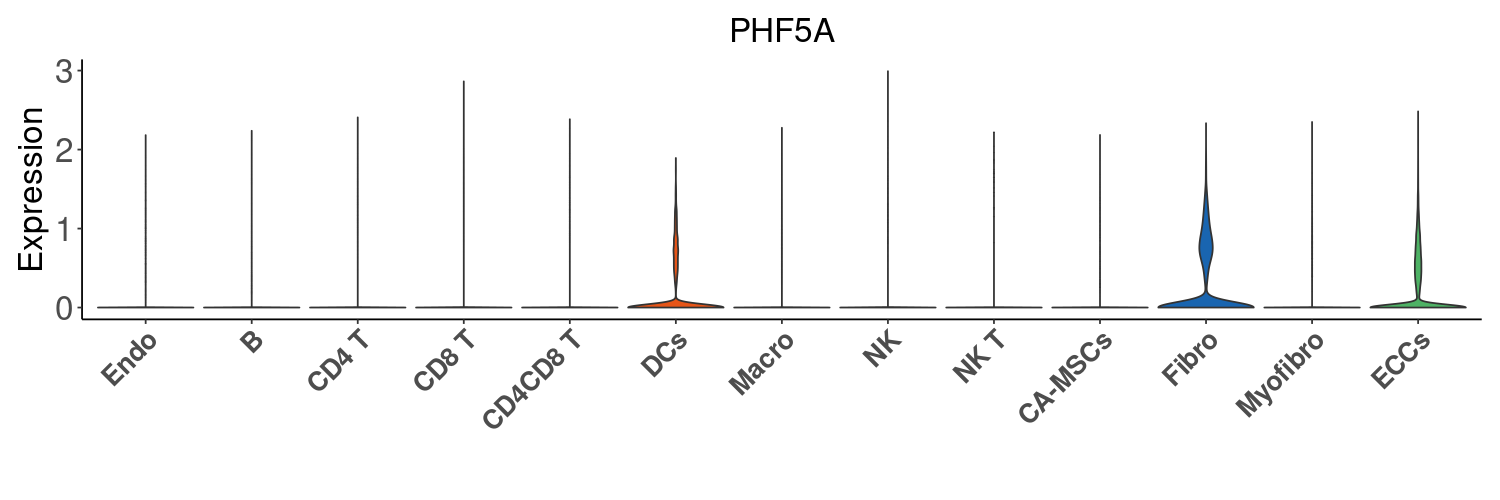 PHF5A
Expression
3
2
1
0
Endo
B
CD4 T
CD8 T
CD4CD8 T
DCs
Macro
NK
NK T
CA-MSCs
Fibro
Myofibro
ECCs